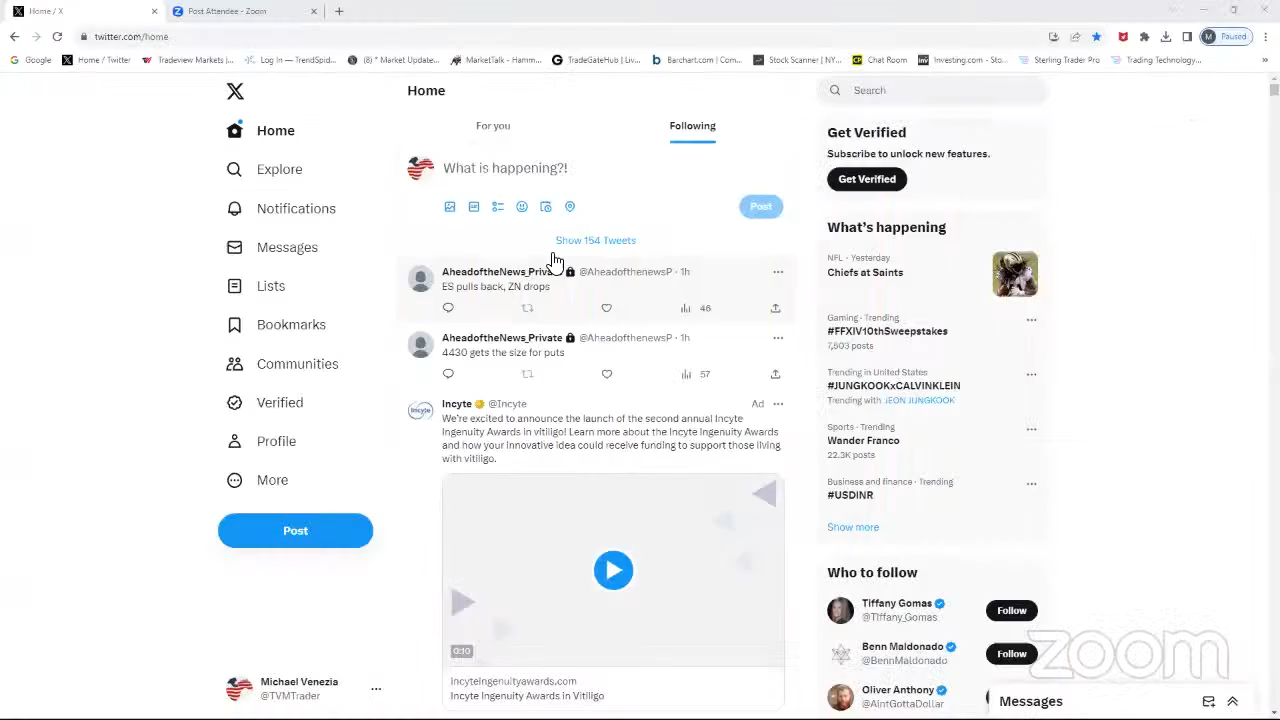 Home / X
Post Attendee - Zoom
twitter.com/home
Paused
Google
Home / Twitter
Tradeview Markets |...
Log In — TrendSpid...
(8) * Market Update...
MarketTalk - Hamm...
TradeGateHub | Liv...
Barchart.com | Com...
Stock Scanner | NY...
Chat Room
Investing.com - Sto...
Sterling Trader Pro
Trading Technology...
Home
Explore
Notifications
Messages
Lists
Bookmarks
Communities
Verified
Profile
More
Post
Michael Venezia
@TVMTrader
Home
For you
Following
What is happening?!
Post
Show 154 Tweets
@AheadofthenewsP · 1h
ES pulls back, ZN drops
46
AheadoftheNews_Private @AheadofthenewsP · 1h
4430 gets the size for puts
57
Incyte @Incyte
Ad
We're excited to announce the launch of the second annual Incyte
Ingenuity Awards in vitiligo! Learn more about the Incyte Ingenuity Awards
and how your innovative idea could receive funding to support those living
with vitiligo.
0:10
incyteingenuityawards.com
Incyte Ingenuity Awards in Vitiligo
Search
Get Verified
Subscribe to unlock new features.
Get Verified
What's happening
NFL · Yesterday
Chiefs at Saints
Gaming · Trending
#FFXIV10thSweepstakes
7,503 posts
Trending in United States
#JUNGKOOKxCALVINKLEIN
Trending with JEON JUNGKOOK
Sports · Trending
Wander Franco
22.3K posts
Business and finance · Trending
#USDINR
Show more
Who to follow
Tiffany Gomas
@Tiffany_Gomas
Follow
Benn Maldonado
@BennMaldonado
Follow
Oliver Anthony
@AintGottaDollar
Messages
zoom